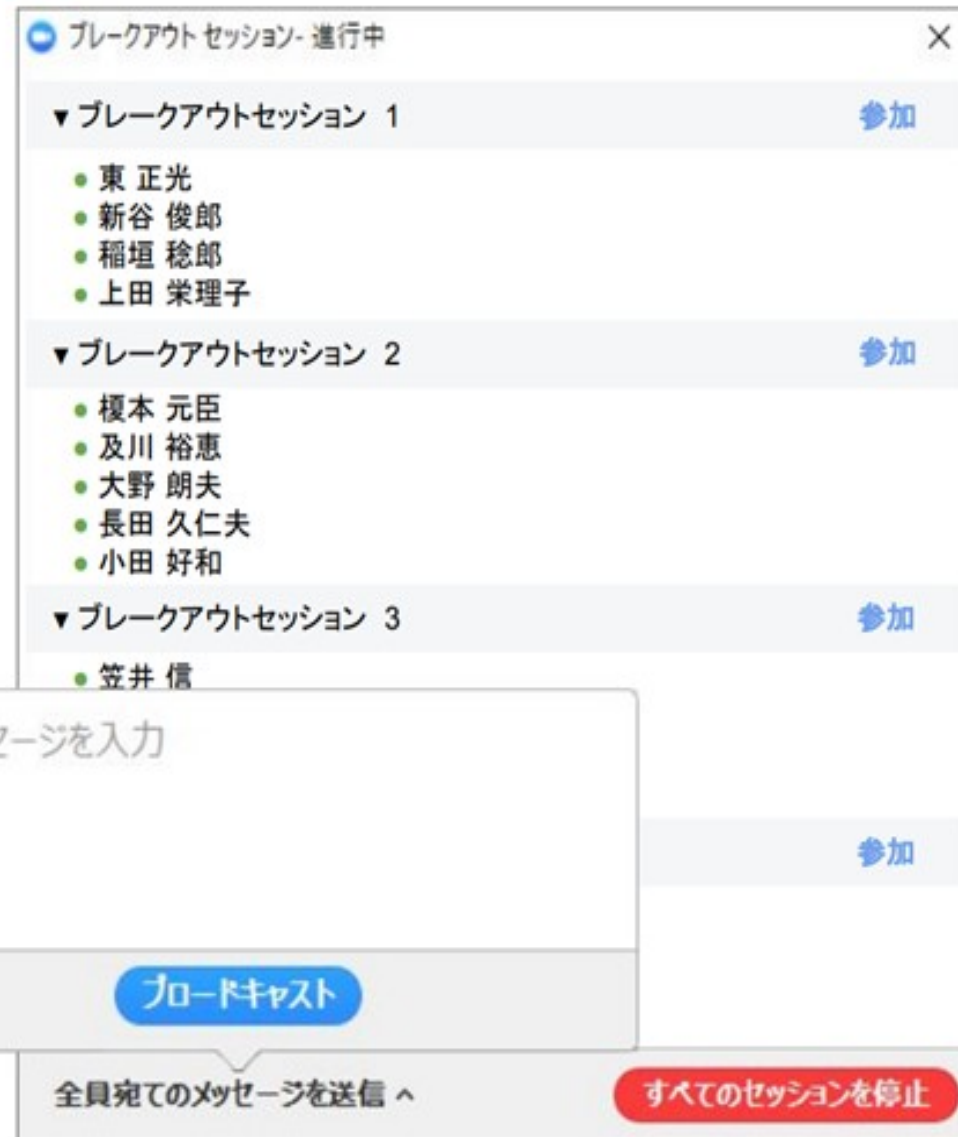 ブレークアウト セッション- 進行中
▼ブレークアウトセッション 1 参加
● 東 正光
● 新谷 俊郎
● 稲垣 稔郎
● 上田 栄理子
▼ブレークアウトセッション 2 参加
● 榎本 元臣
● 及川 裕恵
● 大野 朗夫
● 長田 久仁夫
● 小田 好和
▼ブレークアウトセッション 3 参加
● 笠井 信
セージを入力
参加
ブロードキャスト
全員宛てのメッセージを送信 ^ すべてのセッションを停止